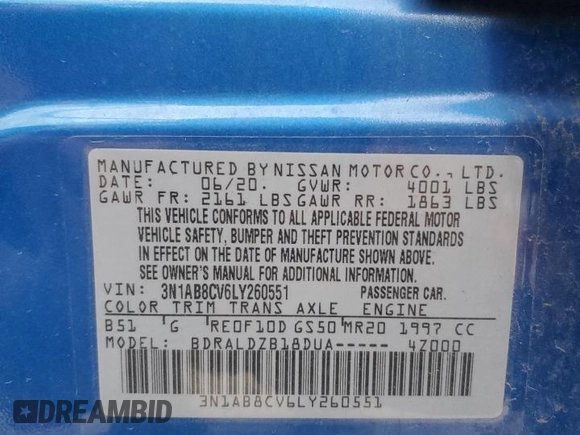 MANUFACTURED BY NISSAN MOTOR CO., LTD.
DATE: 06/20. GVWR: 4001 LBS
GAWR FR: 2161 LBS GAWR RR: 1863 LBS
THIS VEHICLE CONFORMS TO ALL APPLICABLE FEDERAL MOTOR
VEHICLE SAFETY, BUMPER AND THEFT PREVENTION STANDARDS
IN EFFECT ON THE DATE OF MANUFACTURE SHOWN ABOVE.
SEE OWNER'S MANUAL FOR ADDITIONAL INFORMATION.
VIN: 3N1AB8CV6LY260551 PASSENGER CAR.
COLOR TRIM TRANS AXLE ENGINE
B51 G RE0F10D GS50 MR20 1997 CC
MODEL: BDRALDZB18DUA----- 4Z000
3N1AB8CV6LY260551
DREAMBID